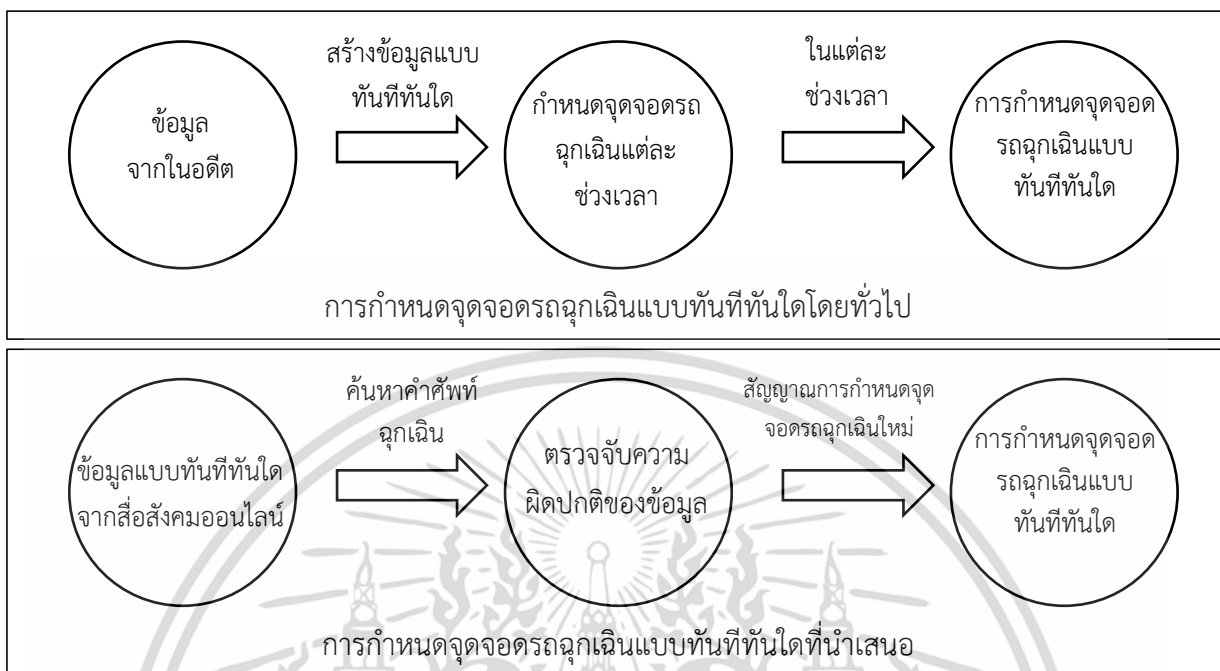 ข้อมูล
จากในอดีต
สร้างข้อมูลแบบ
ทันทีทันใด
กำหนดจุดจอดรถ
ฉุกเฉินแต่ละ
ช่วงเวลา
ในแต่ละ
ช่วงเวลา
การกำหนดจุดจอด
รถฉุกเฉินแบบ
ทันทีทันใด
การกำหนดจุดจอดรถฉุกเฉินแบบทันทีทันใดโดยทั่วไป
ข้อมูลแบบทันทีทันใด
จากสื่อสังคมออนไลน์
ค้นหาคำศัพท์
ฉุกเฉิน
ตรวจจับความ
ผิดปกติของข้อมูล
สัญญาณการกำหนดจุด
จอดรถฉุกเฉินใหม่
การกำหนดจุดจอด
รถฉุกเฉินแบบ
ทันทีทันใด
การกำหนดจุดจอดรถฉุกเฉินแบบทันทีทันใดที่นำเสนอ